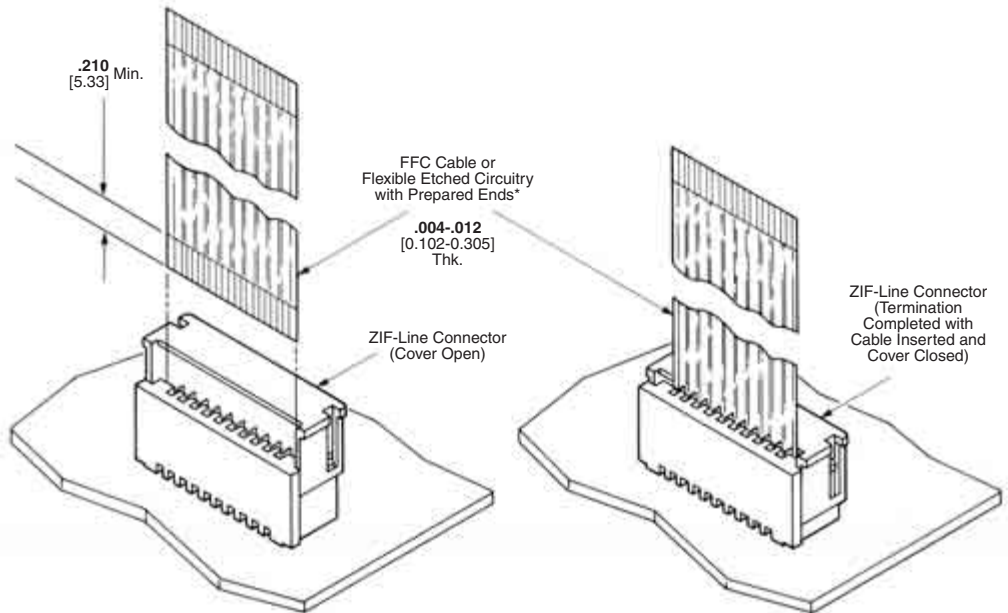 .210
[5.33] Min.
FFC Cable or
Flexible Etched Circuitry
with Prepared Ends*
.004-.012
[0.102-0.305]
Thk.
ZIF-Line Connector
(Cover Open)
ZIF-Line Connector
(Termination
Completed with
Cable Inserted and
Cover Closed)